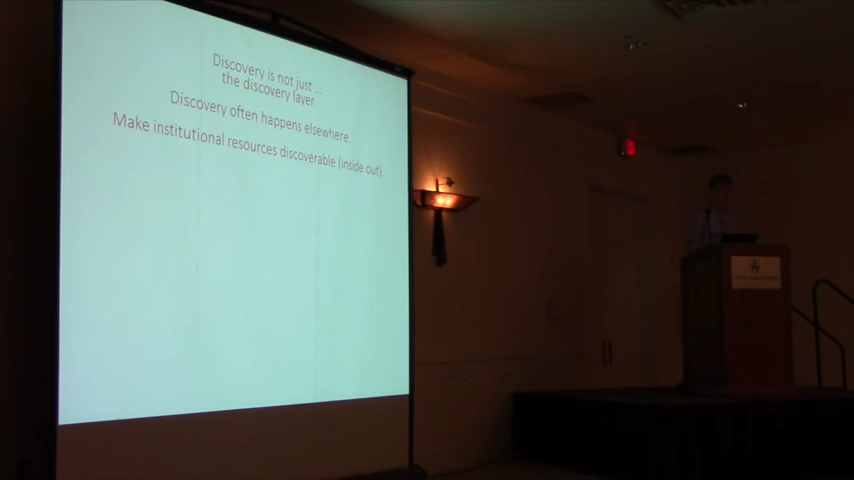 Discovery is not just ...
the discovery layer
Discovery often happens elsewhere.
Make institutional resources discoverable (inside out).